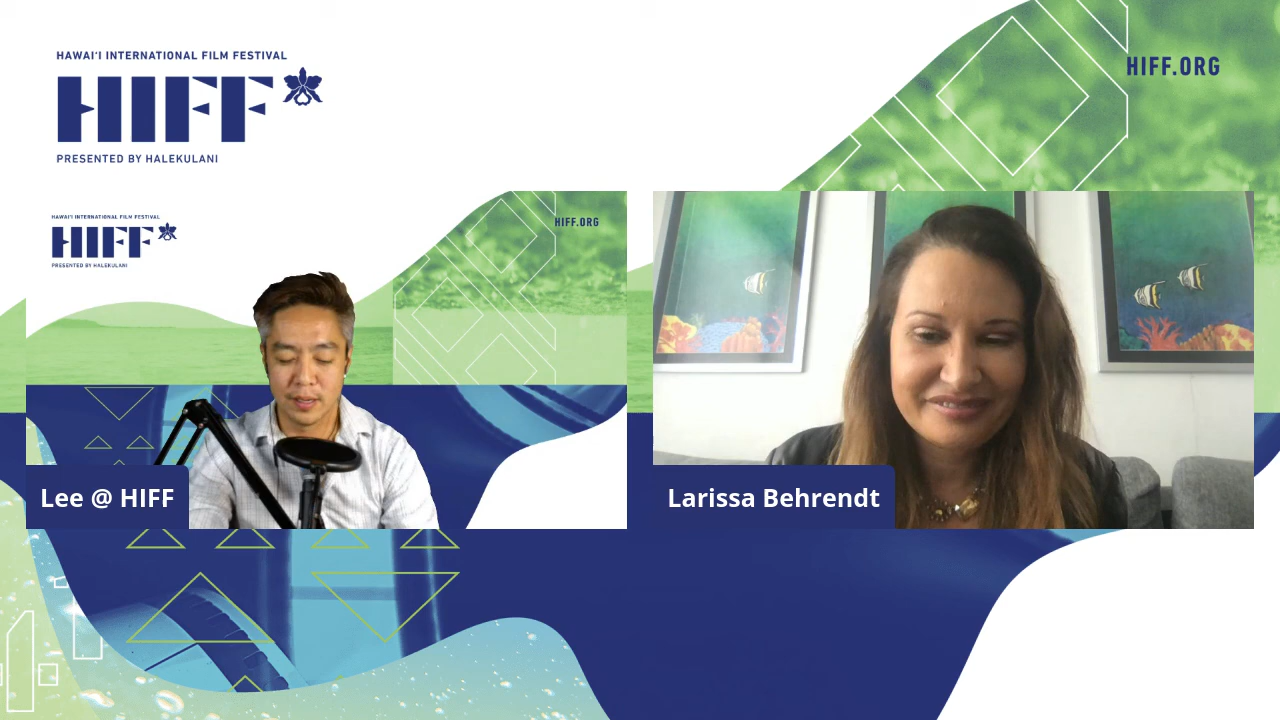 HAWAI'I INTERNATIONAL FILM FESTIVAL
HIFF
PRESENTED BY HALEKULANI
HIFF.ORG
HAWAI'I INTERNATIONAL FILM FESTIVAL
HIFF
PRESENTED BY HALEKULANI
HIFF.ORG
Lee @ HIFF
Larissa Behrendt